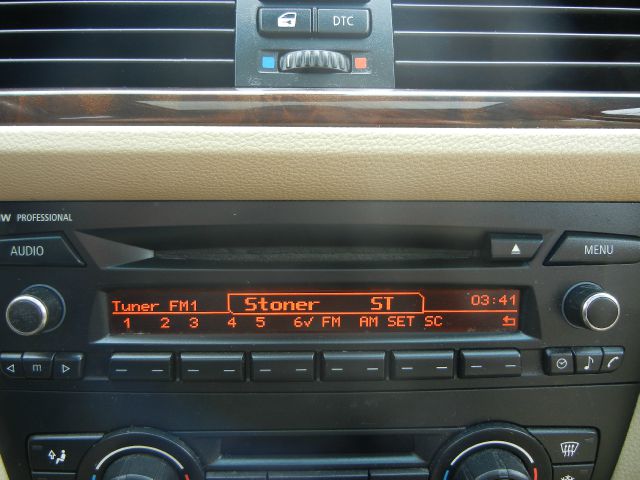 DTC
W PROFESSIONAL
AUDIO
MENU
Tuner FM1 Stoner ST 03:41
1 2 3 4 5 6✓ FM AM SET SC
m